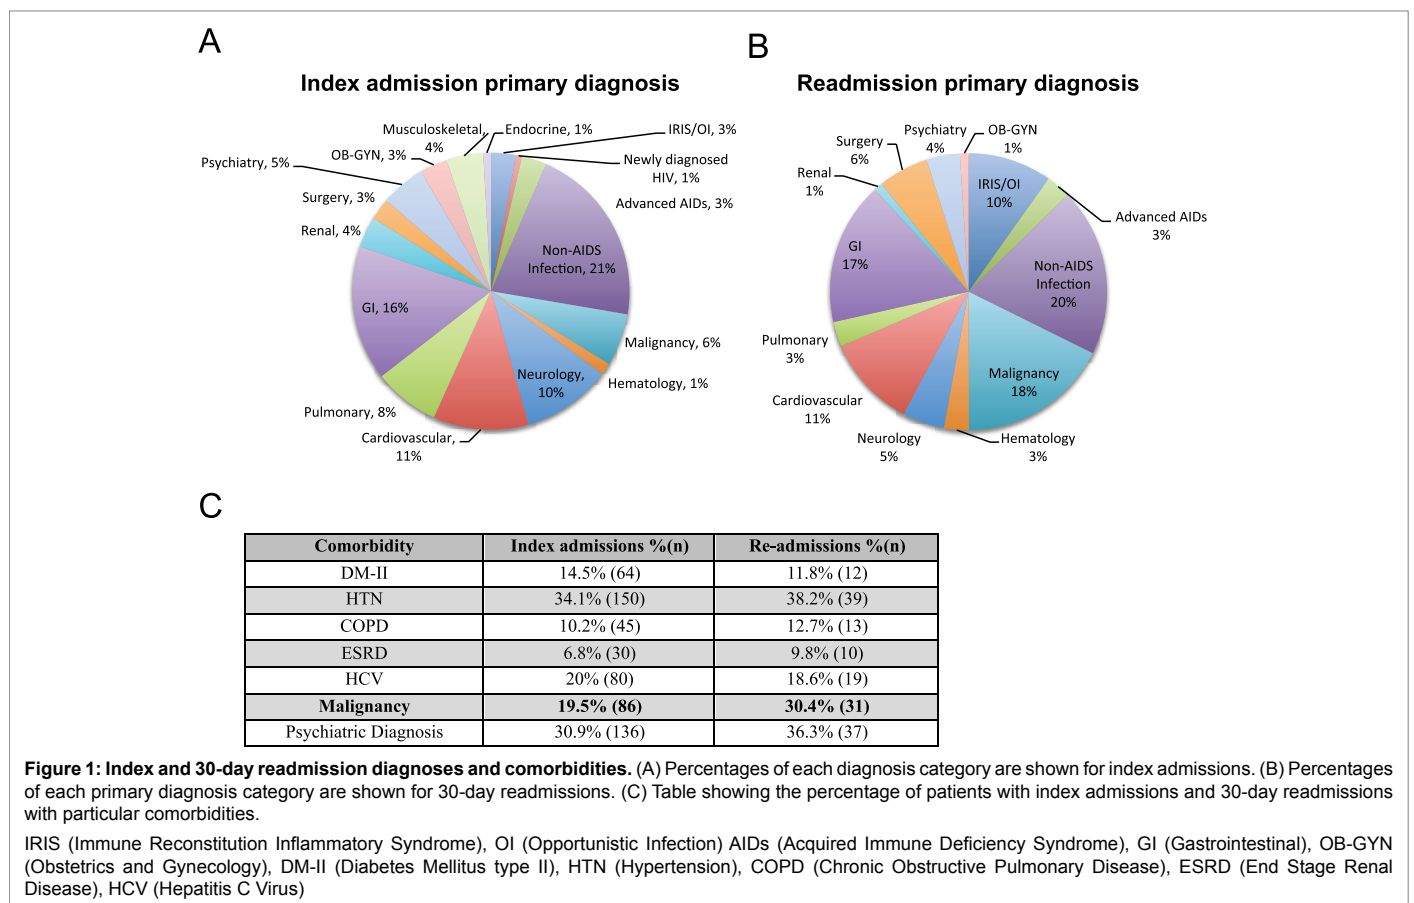 A
Index admission primary diagnosis
Musculoskeletal,
4%
Endocrine, 1%
IRIS/OI, 3%
OB-GYN, 3%
Newly diagnosed
HIV, 1%
Psychiatry, 5%
Advanced AIDs, 3%
Surgery, 3%
Renal, 4%
Non-AIDS
Infection, 21%
GI, 16%
Malignancy, 6%
Neurology,
10%
Hematology, 1%
Pulmonary, 8%
Cardiovascular,
11%
B
Readmission primary diagnosis
Psychiatry
4%
OB-GYN
1%
Surgery
6%
Renal
1%
IRIS/OI
10%
Advanced AIDs
3%
GI
17%
Non-AIDS
Infection
20%
Pulmonary
3%
Malignancy
18%
Cardiovascular
11%
Neurology
5%
Hematology
3%
C
Comorbidity Index admissions %(n) Re-admissions %(n)
DM-II 14.5% (64) 11.8% (12)
HTN 34.1% (150) 38.2% (39)
COPD 10.2% (45) 12.7% (13)
ESRD 6.8% (30) 9.8% (10)
HCV 20% (80) 18.6% (19)
Malignancy 19.5% (86) 30.4% (31)
Psychiatric Diagnosis 30.9% (136) 36.3% (37)
Figure 1: Index and 30-day readmission diagnoses and comorbidities. (A) Percentages of each diagnosis category are shown for index admissions. (B) Percentages
of each primary diagnosis category are shown for 30-day readmissions. (C) Table showing the percentage of patients with index admissions and 30-day readmissions
with particular comorbidities.
IRIS (Immune Reconstitution Inflammatory Syndrome), OI (Opportunistic Infection) AIDs (Acquired Immune Deficiency Syndrome), GI (Gastrointestinal), OB-GYN
(Obstetrics and Gynecology), DM-II (Diabetes Mellitus type II), HTN (Hypertension), COPD (Chronic Obstructive Pulmonary Disease), ESRD (End Stage Renal
Disease), HCV (Hepatitis C Virus)